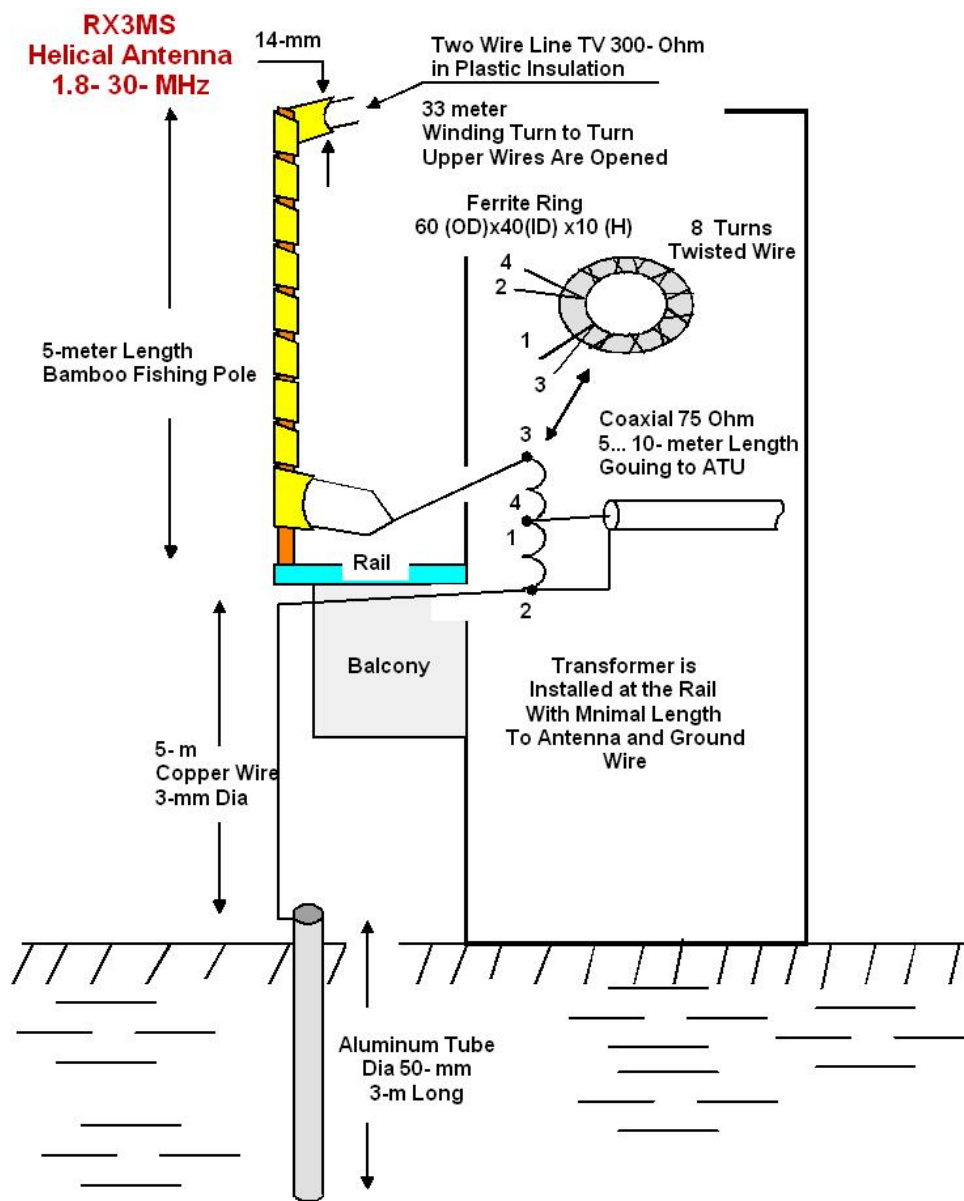 RX3MS
Helical Antenna
1.8- 30- MHz
14-mm
Two Wire Line TV 300- Ohm
in Plastic Insulation
33 meter
Winding Turn to Turn
Upper Wires Are Opened
Ferrite Ring
60 (OD)x40(ID) x10 (H)
8 Turns
Twisted Wire
4
2
1
3
5-meter Length
Bamboo Fishing Pole
Coaxial 75 Ohm
5... 10- meter Length
Gouing to ATU
3
4
1
2
Rail
Balcony
Transformer is
Installed at the Rail
With Mnimal Length
To Antenna and Ground
Wire
5- m
Copper Wire
3-mm Dia
Aluminum Tube
Dia 50- mm
3-m Long